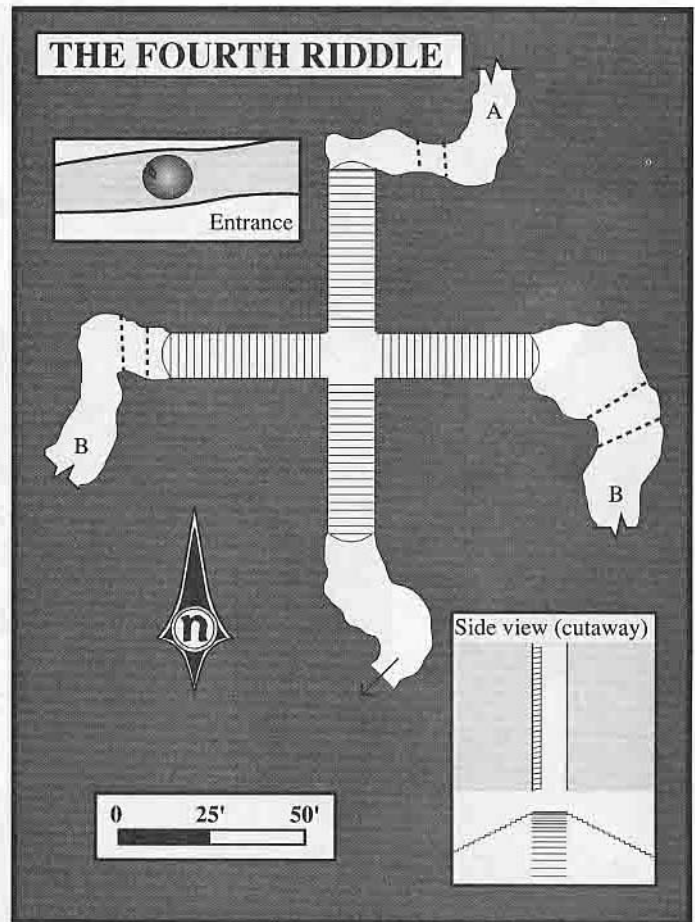 THE FOURTH RIDDLE
A
Entrance
B
B
n
Side view (cutaway)
0 25' 50'